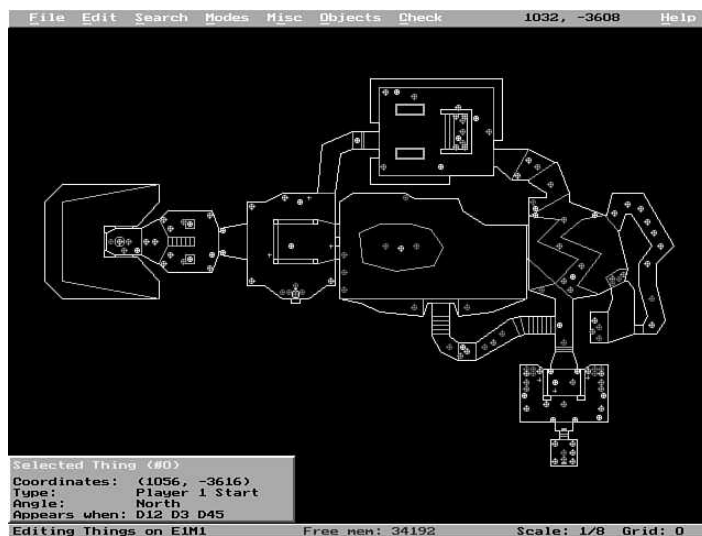 File Edit Search Modes Misc Objects Check 1032, -3608 Help
Selected Thing (#0)
Coordinates: (1056, -3616)
Type: Player 1 Start
Angle: North
Appears when: D12 D3 D45
Editing Things on E1M1 Free mem: 34192 Scale: 1/8 Grid: 0